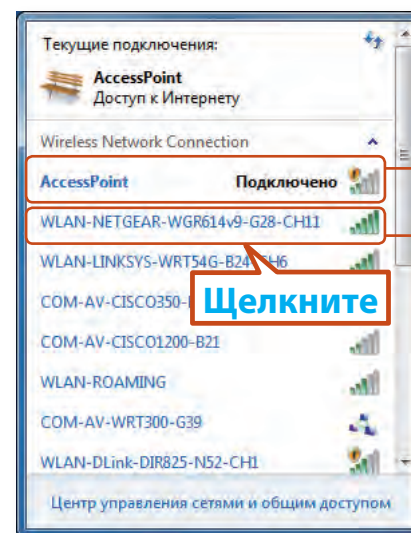 Текущие подключения:
AccessPoint
Доступ к Интернету
Wireless Network Connection
AccessPoint Подключено
WLAN-NETGEAR-WGR614v9-G28-CH11
WLAN-LINKSYS-WRT54G-B24-CH6
COM-AV-CISCO350-
Щелкните
COM-AV-CISCO1200-B21
WLAN-ROAMING
COM-AV-WRT300-G39
WLAN-DLink-DIR825-N52-CH1
Центр управления сетями и общим доступом